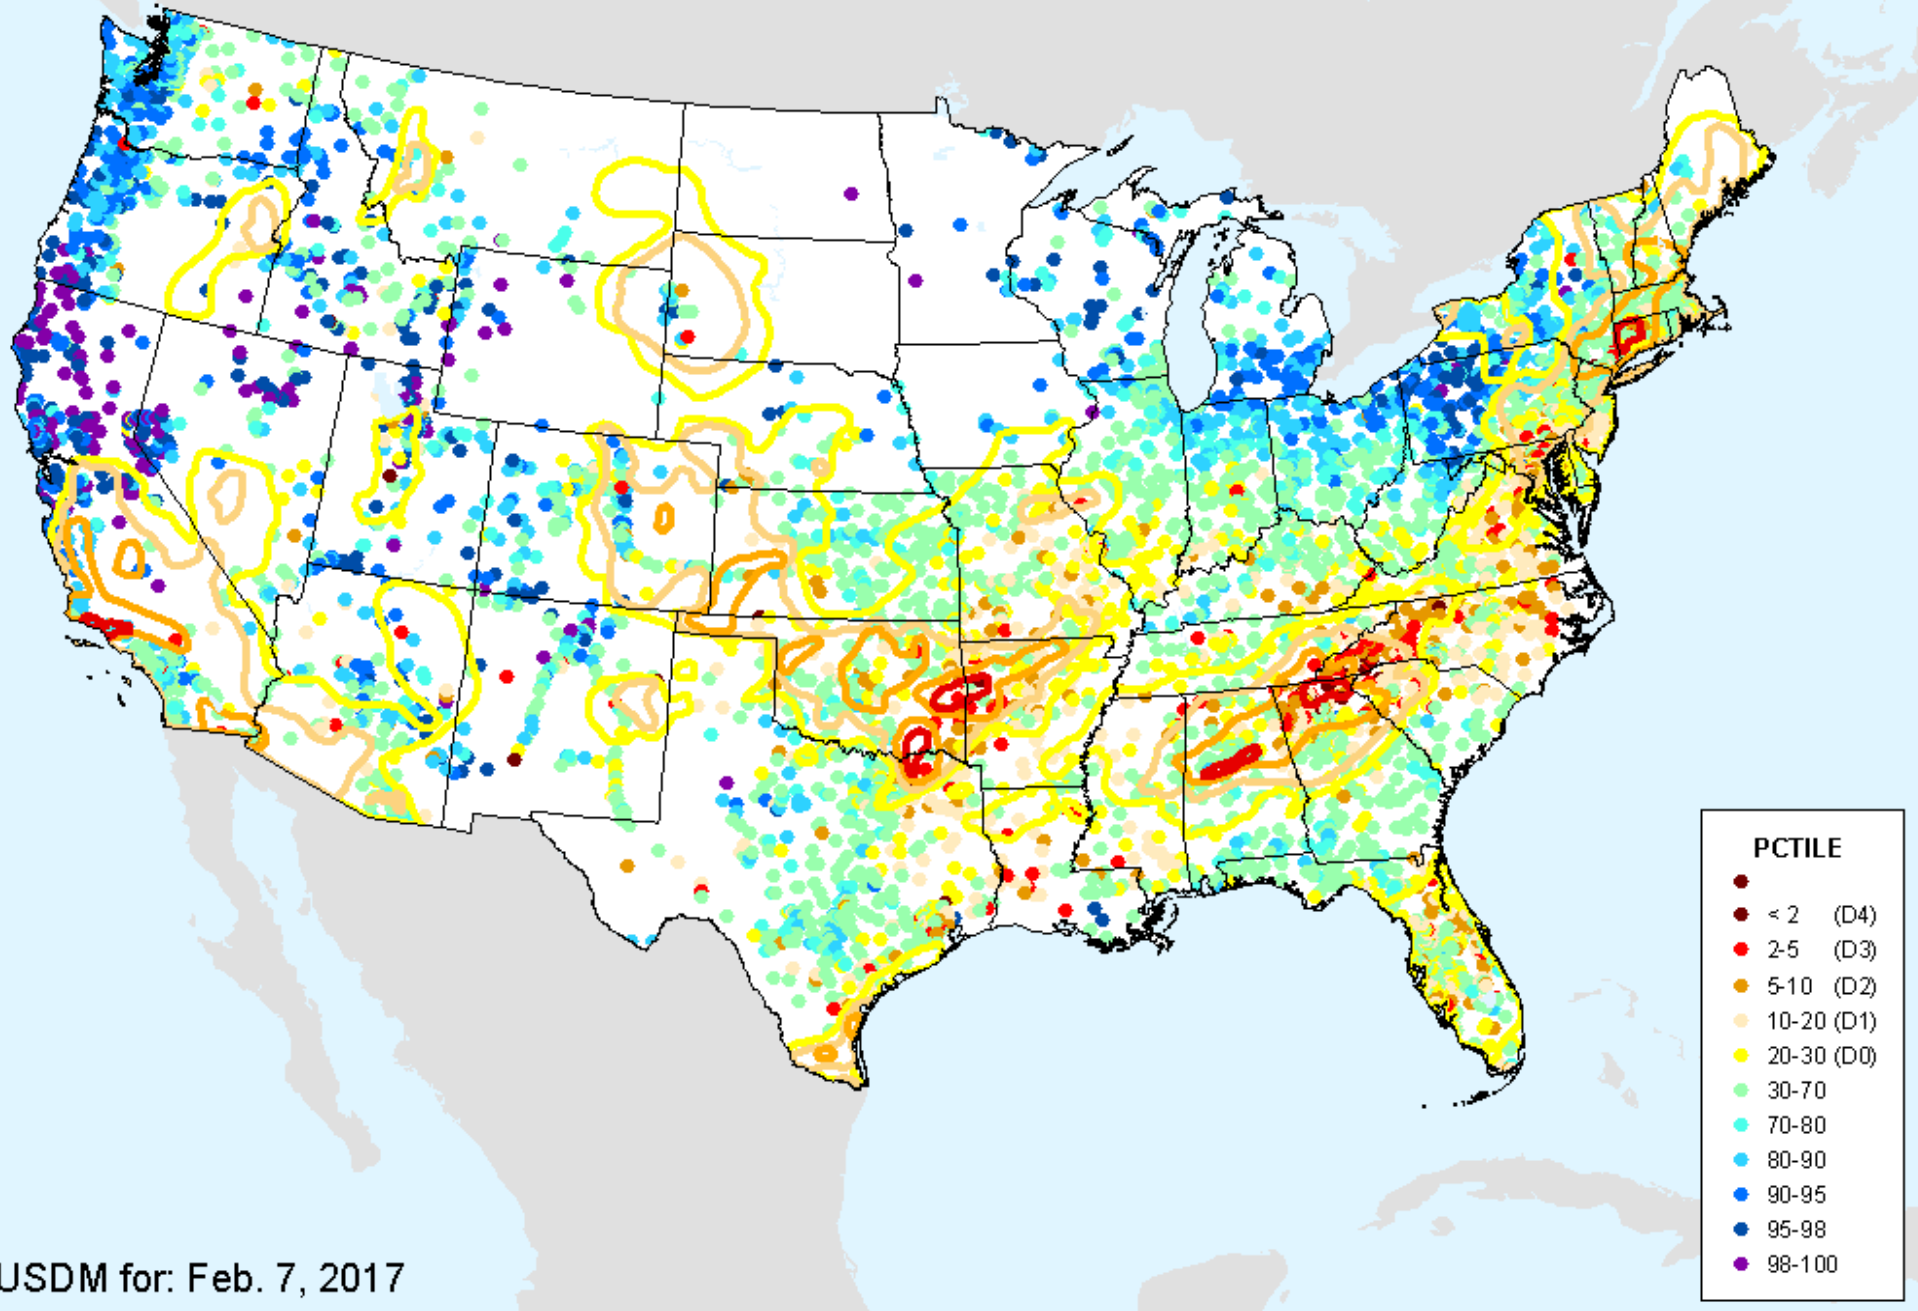 PCTILE
< 2 (D4)
2-5 (D3)
5-10 (D2)
10-20 (D1)
20-30 (D0)
30-70
70-80
80-90
90-95
95-98
98-100
USDM for: Feb. 7, 2017